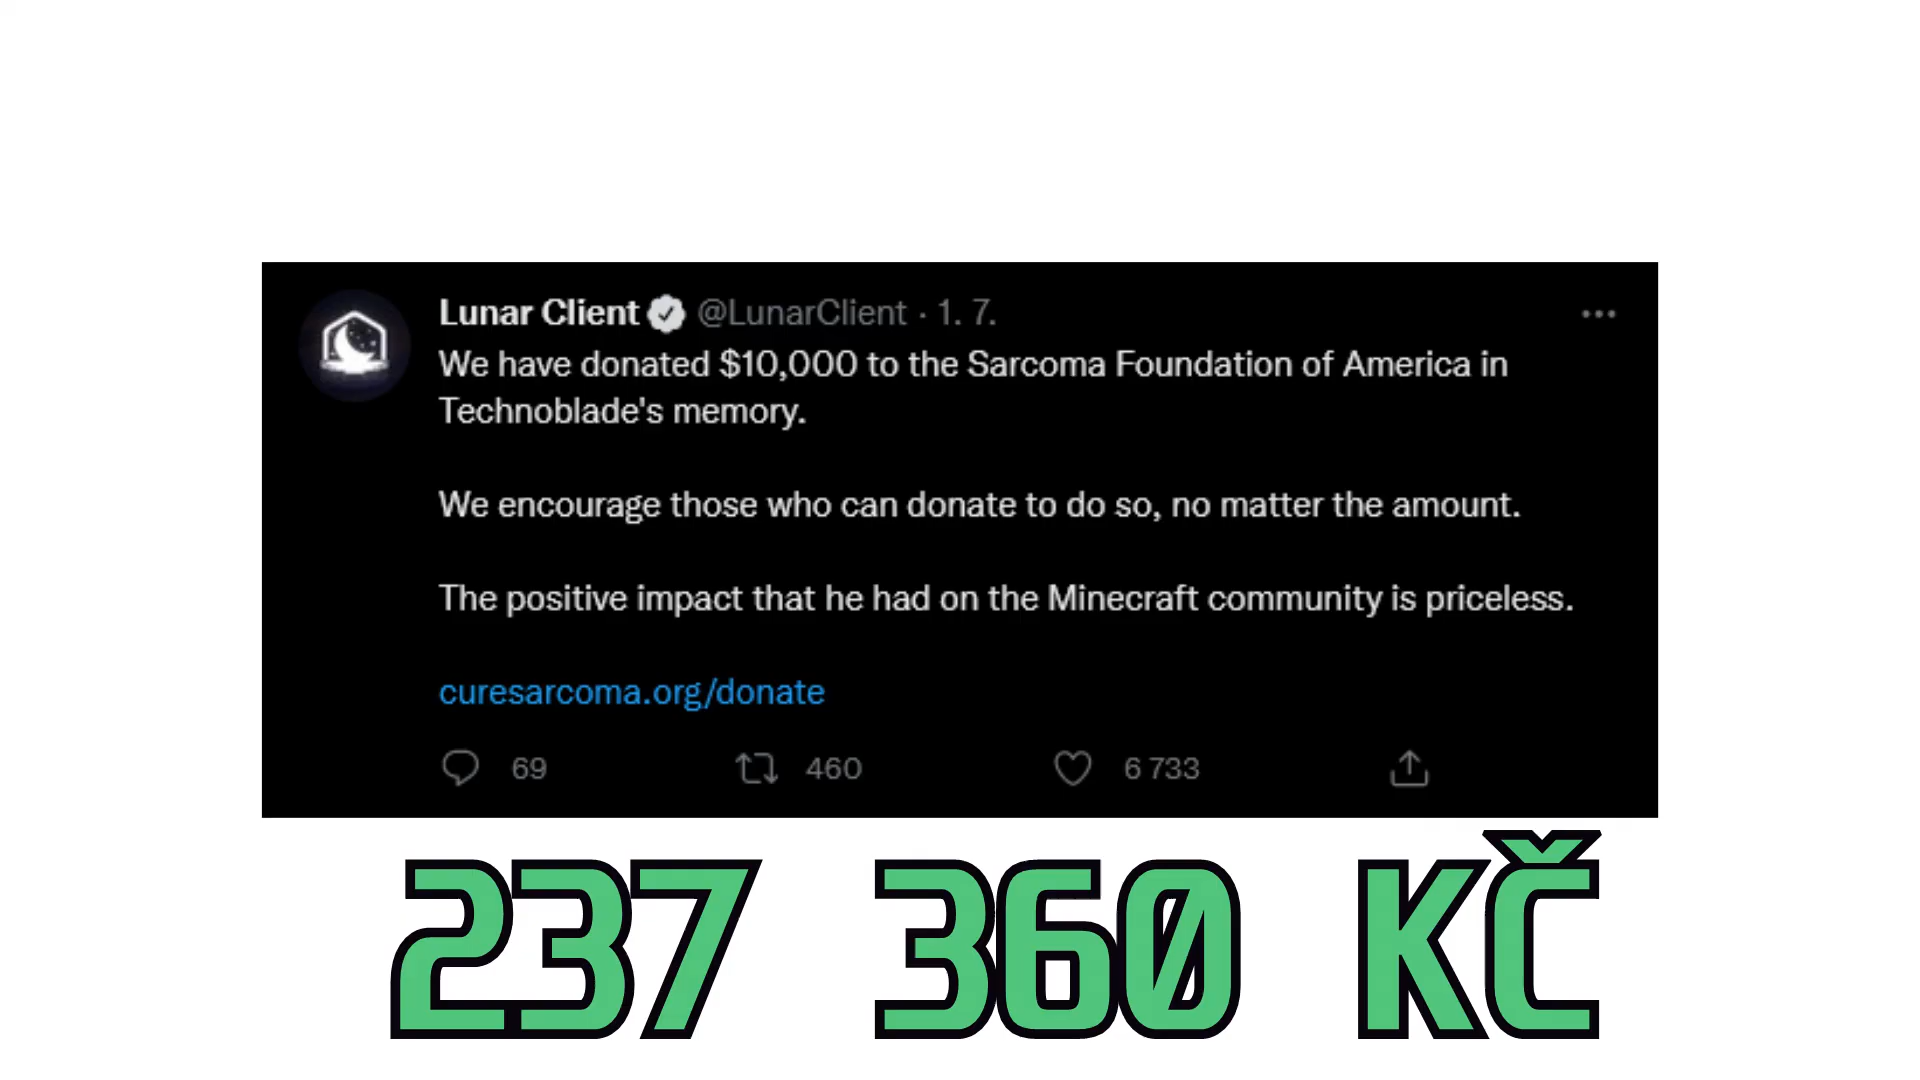 Lunar Client @LunarClient · 1. 7.
We have donated $10,000 to the Sarcoma Foundation of America in
Technoblade's memory.
We encourage those who can donate to do so, no matter the amount.
The positive impact that he had on the Minecraft community is priceless.
curesarcoma.org/donate
69 460 6 733
237 360 KČ